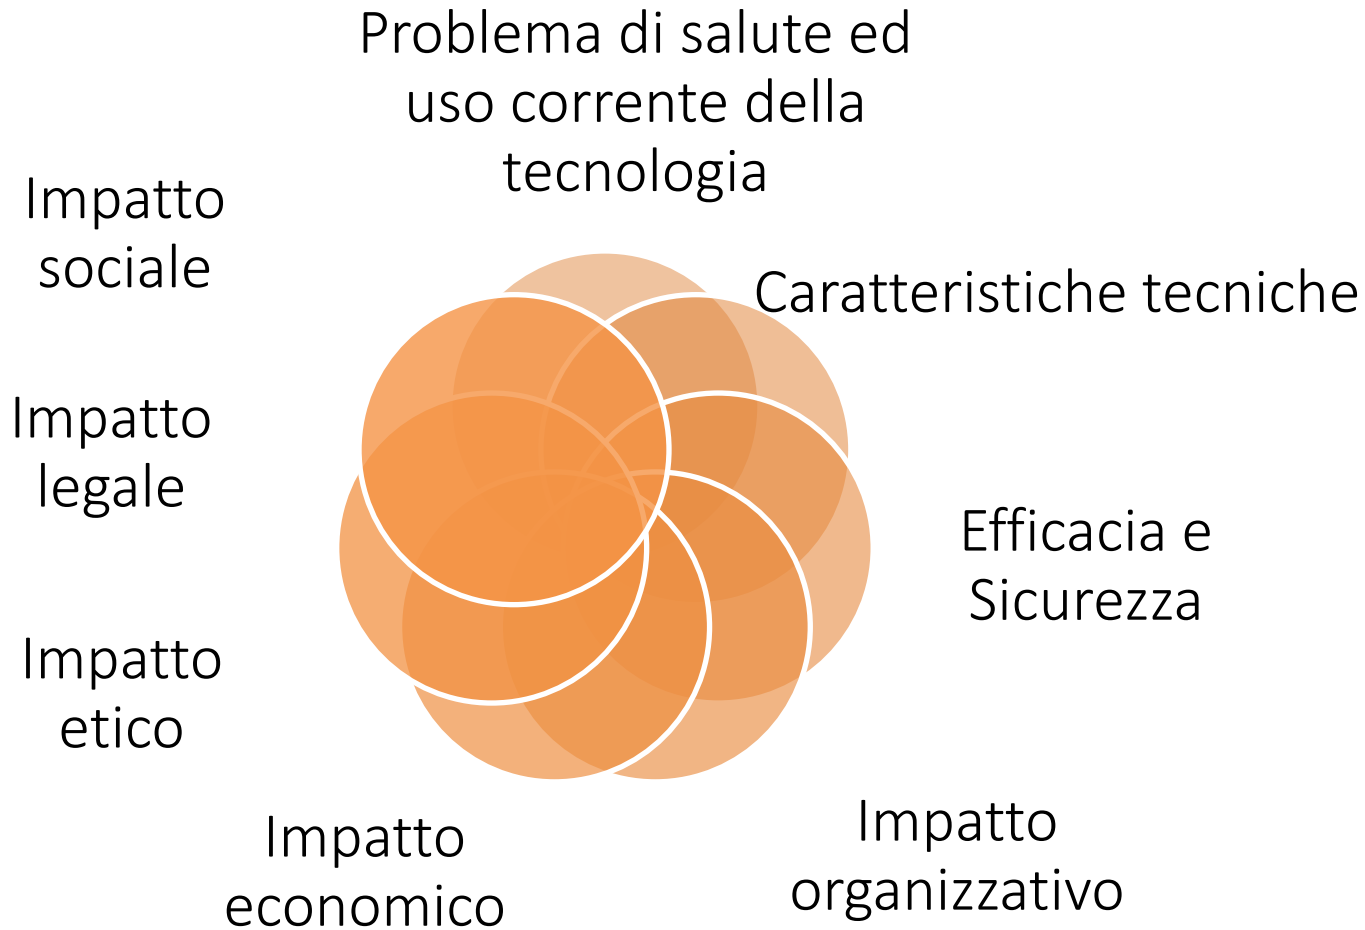 Problema di salute ed
uso corrente della
tecnologia
Caratteristiche tecniche
Efficacia e
Sicurezza
Impatto
organizzativo
Impatto
economico
Impatto
etico
Impatto
legale
Impatto
sociale